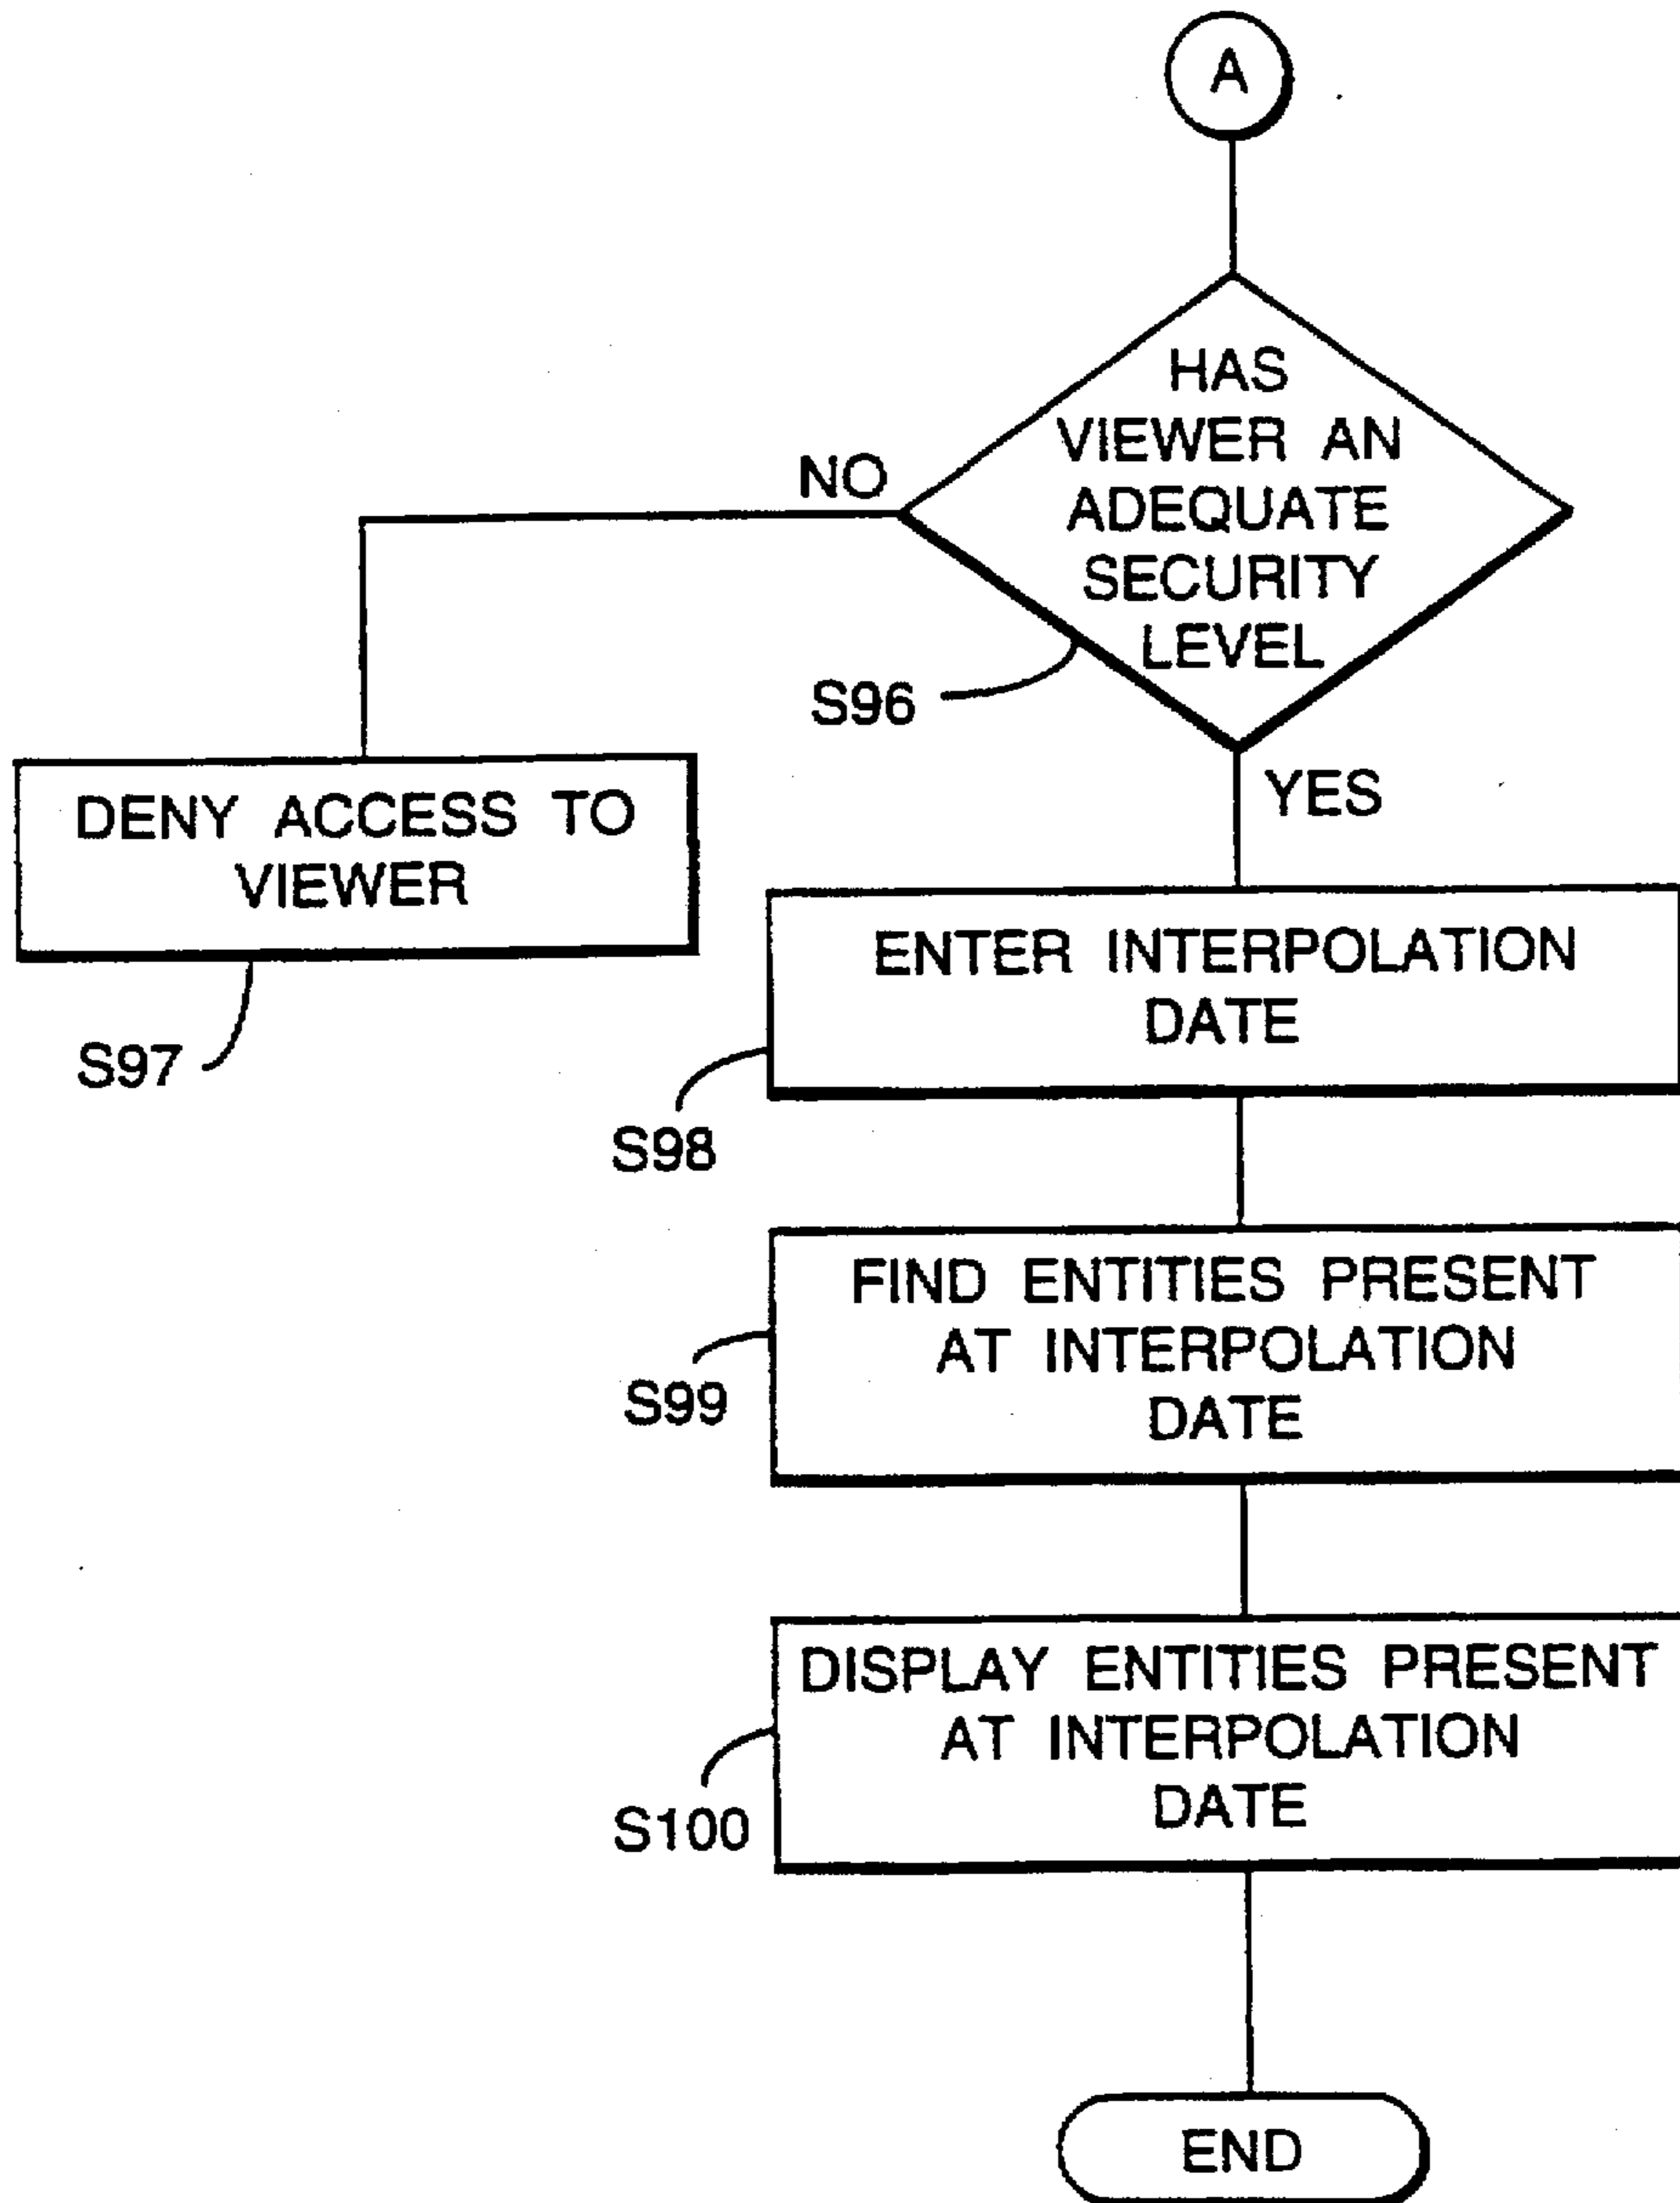 A
HAS
VIEWER AN
ADEQUATE
SECURITY
LEVEL
NO
S96
YES
DENY ACCESS TO
VIEWER
S97
ENTER INTERPOLATION
DATE
S98
FIND ENTITIES PRESENT
AT INTERPOLATION
DATE
S99
DISPLAY ENTITIES PRESENT
AT INTERPOLATION
DATE
S100
END